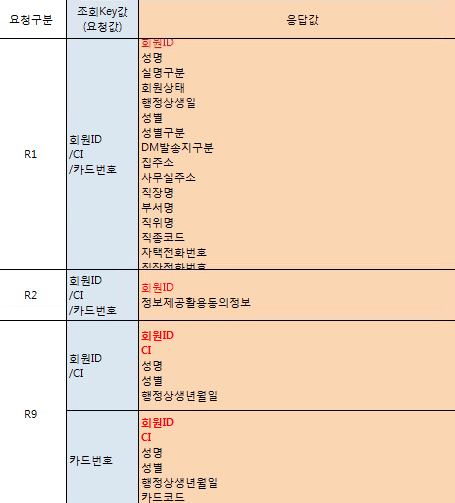 요청구분
조회Key값
(요청값)
응답값
R1
회원ID
/CI
/카드번호
회원ID
성명
실명구분
회원상태
행정상생일
성별
성별구분
DM발송지구분
집주소
사무실주소
직장명
부서명
직위명
직종코드
자택전화번호
직장전화번호
R2
회원ID
/CI
/카드번호
회원ID
정보제공활용동의정보
R9
회원ID
/CI
회원ID
CI
성명
성별
행정상생년월일
카드번호
회원ID
CI
성명
성별
행정상생년월일
카드코드